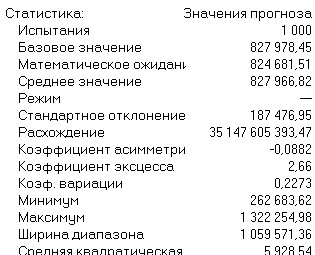 Статистика: Значения прогноза
Испытания 1 000
Базовое значение 827 978,45
Математическое ожидани 824 681,51
Среднее значение 827 966,82
Режим —
Стандартное отклонение 187 476,95
Расхождение 35 147 605 393,47
Коэффициент асимметри -0,0882
Коэффициент эксцесса 2,66
Коэф. вариации 0,2273
Минимум 262 683,62
Максимум 1 322 254,98
Ширина диапазона 1 059 571,36
Средняя квадратическая 5 928,54